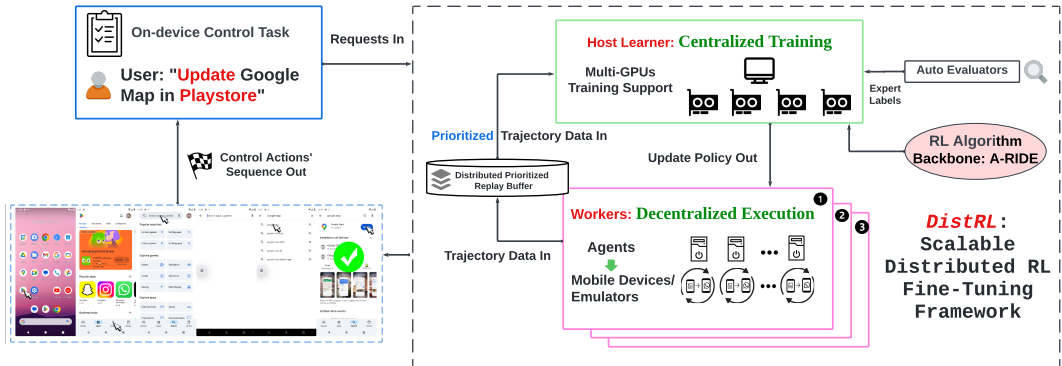 On-device Control Task
User: "Update Google
Map in Playstore"
Requests In
Control Actions'
Sequence Out
Host Learner: Centralized Training
Multi-GPUs
Training Support
Auto Evaluators
Expert
Labels
RL Algorithm
Backbone: A-RIDE
Prioritized Trajectory Data In
Distributed Prioritized
Replay Buffer
Update Policy Out
Trajectory Data In
Workers: Decentralized Execution
Agents
Mobile Devices/
Emulators
1
2
3
DistRL:
Scalable
Distributed RL
Fine-Tuning
Framework